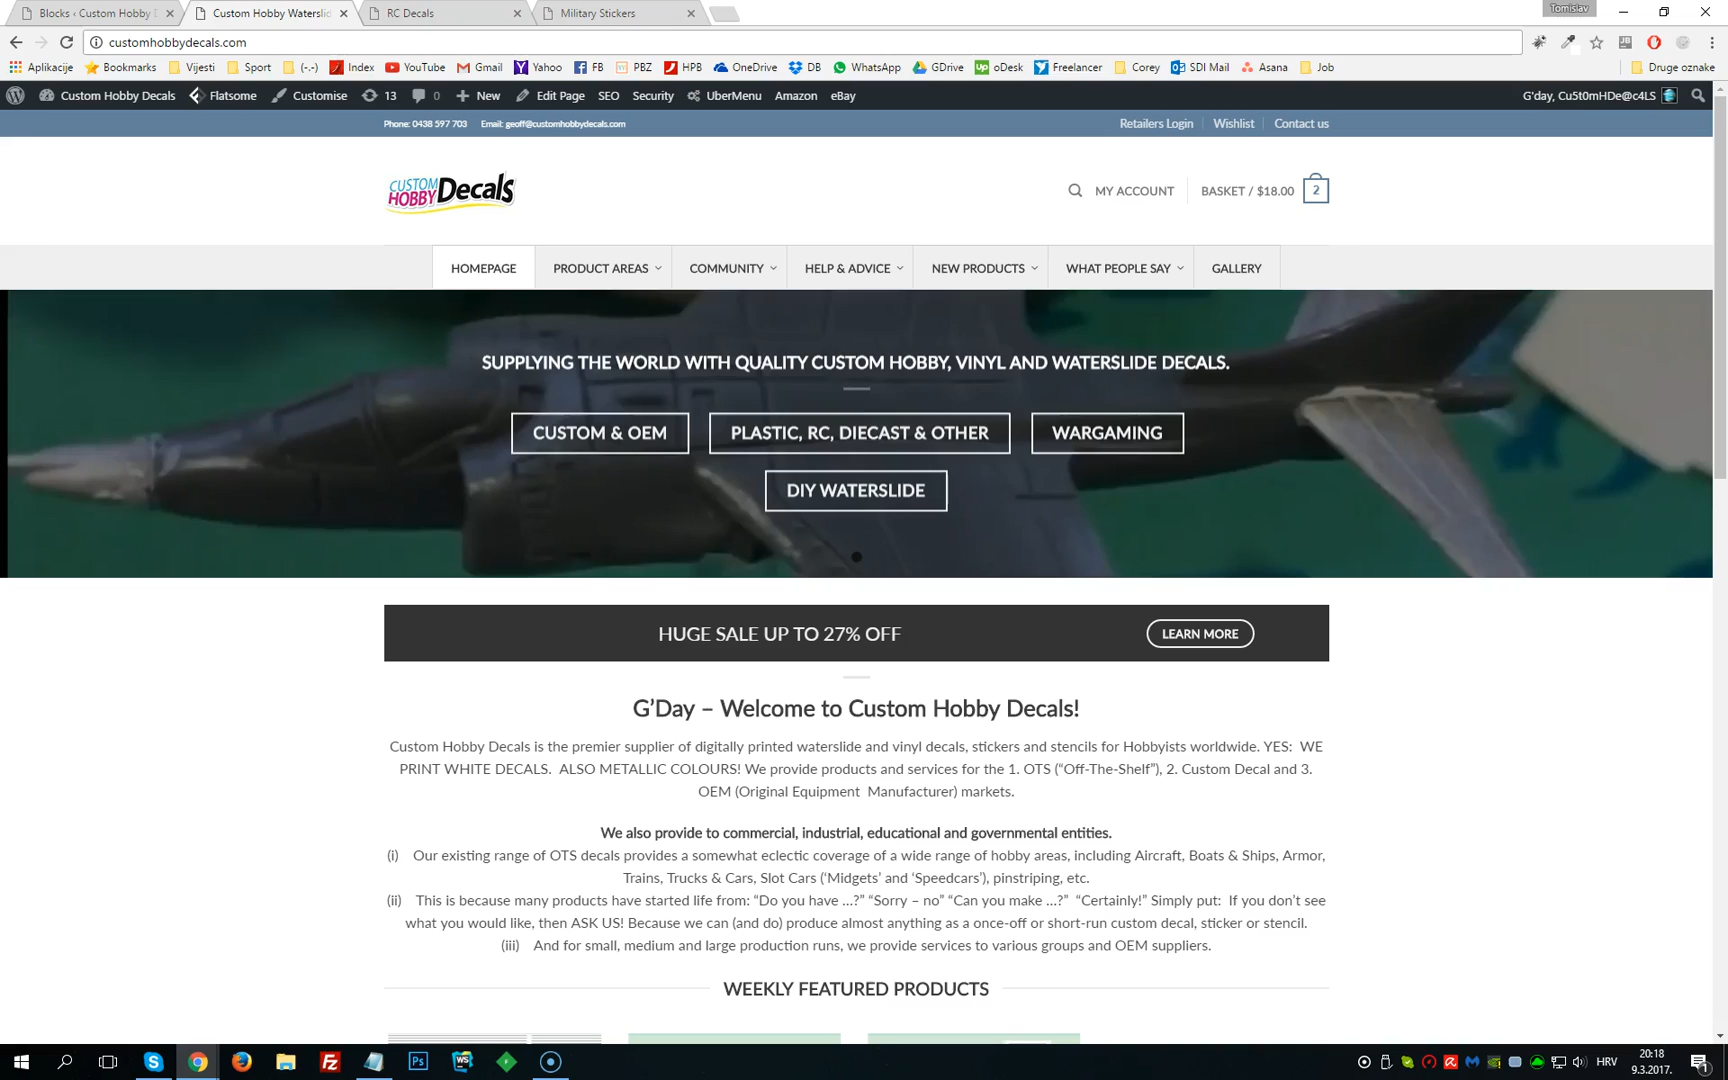 Blocks ‹ Custom Hobby D
Custom Hobby Waterslid
RC Decals
Military Stickers
Tomislav
customhobbydecals.com
Aplikacije Bookmarks Vijesti Sport (-.-) Index YouTube Gmail Yahoo FB PBZ HPB OneDrive DB WhatsApp GDrive oDesk Freelancer Corey SDI Mail Asana Job Druge oznake
Custom Hobby Decals Flatsome Customise 13 0 New Edit Page SEO Security UberMenu Amazon eBay G'day, Cu5t0mHDe@c4LS
Phone: 0438 597 703 Email: geoff@customhobbydecals.com Retailers Login Wishlist Contact us
CUSTOM HOBBY Decals
MY ACCOUNT BASKET / $18.00 2
HOMEPAGE PRODUCT AREAS COMMUNITY HELP & ADVICE NEW PRODUCTS WHAT PEOPLE SAY GALLERY
SUPPLYING THE WORLD WITH QUALITY CUSTOM HOBBY, VINYL AND WATERSLIDE DECALS.
CUSTOM & OEM PLASTIC, RC, DIECAST & OTHER WARGAMING
DIY WATERSLIDE
HUGE SALE UP TO 27% OFF LEARN MORE
G'Day – Welcome to Custom Hobby Decals!
Custom Hobby Decals is the premier supplier of digitally printed waterslide and vinyl decals, stickers and stencils for Hobbyists worldwide. YES: WE
PRINT WHITE DECALS. ALSO METALLIC COLOURS! We provide products and services for the 1. OTS (“Off-The-Shelf”), 2. Custom Decal and 3.
OEM (Original Equipment Manufacturer) markets.
We also provide to commercial, industrial, educational and governmental entities.
(i) Our existing range of OTS decals provides a somewhat eclectic coverage of a wide range of hobby areas, including Aircraft, Boats & Ships, Armor,
Trains, Trucks & Cars, Slot Cars (‘Midgets’ and ‘Speedcars’), pinstriping, etc.
(ii) This is because many products have started life from: “Do you have ...?” “Sorry – no” “Can you make ...?” “Certainly!” Simply put: If you don’t see
what you would like, then ASK US! Because we can (and do) produce almost anything as a once-off or short-run custom decal, sticker or stencil.
(iii) And for small, medium and large production runs, we provide services to various groups and OEM suppliers.
WEEKLY FEATURED PRODUCTS
HRV
20:18
9.3.2017.
1